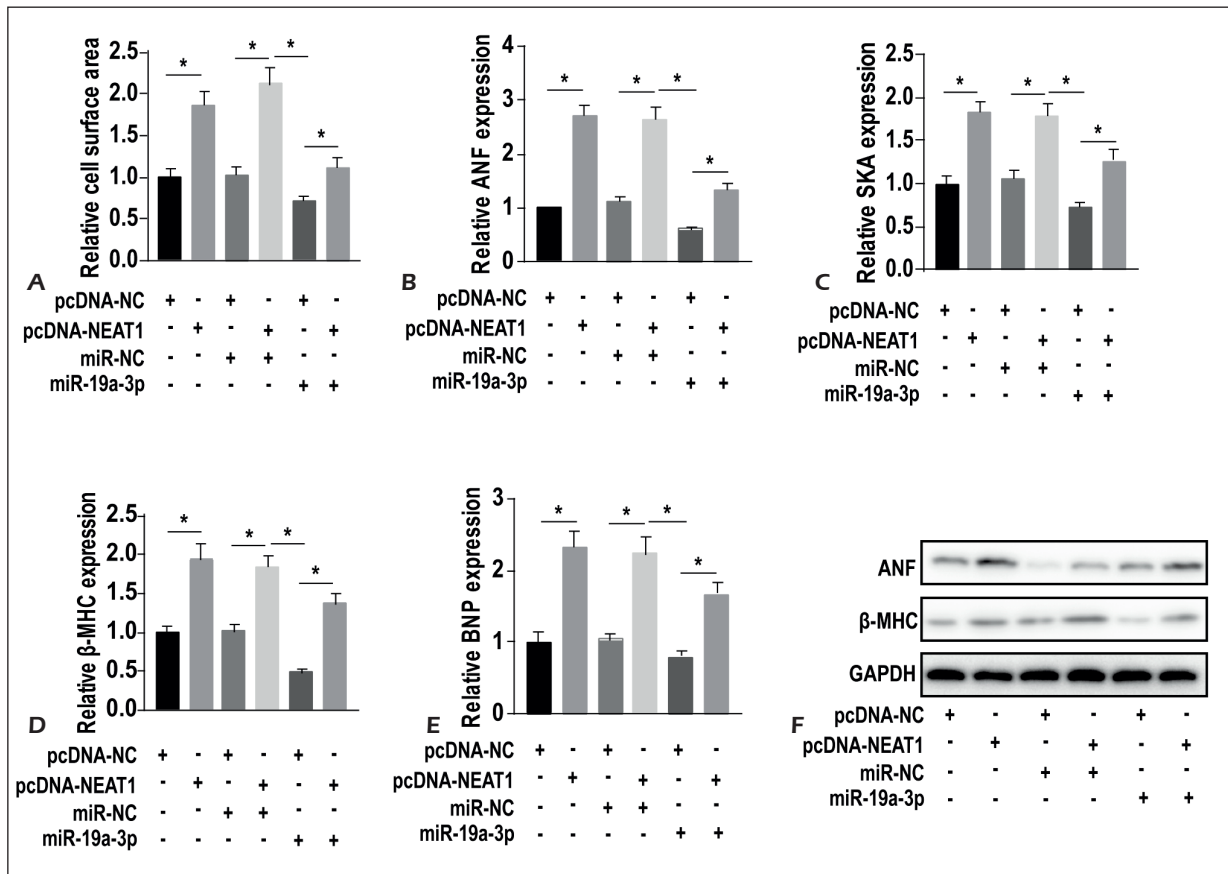 Relative cell surface area
2.5
2.0
1.5
1.0
0.5
0.0
* * * *
A
pcDNA-NC + - + - + -
pcDNA-NEAT1 - + - + - +
miR-NC - - + + - -
miR-19a-3p - - - - + +
Relative ANF expression
4
3
2
1
0
* * * *
B
pcDNA-NC + - + - + -
pcDNA-NEAT1 - + - + - +
miR-NC - - + + - -
miR-19a-3p - - - - + +
Relative SKA expression
2.5
2.0
1.5
1.0
0.5
0.0
* * * *
C
pcDNA-NC + - + - + -
pcDNA-NEAT1 - + - + - +
miR-NC - - + + - -
miR-19a-3p - - - - + +
Relative β-MHC expression
2.5
2.0
1.5
1.0
0.5
0.0
* * * *
D
pcDNA-NC + - + - + -
pcDNA-NEAT1 - + - + - +
miR-NC - - + + - -
miR-19a-3p - - - - + +
Relative BNP expression
3
2
1
0
* * * *
E
pcDNA-NC + - + - + -
pcDNA-NEAT1 - + - + - +
miR-NC - - + + - -
miR-19a-3p - - - - + +
ANF
β-MHC
GAPDH
F
pcDNA-NC + - + - + -
pcDNA-NEAT1 - + - + - +
miR-NC - - + + - -
miR-19a-3p - - - - + +